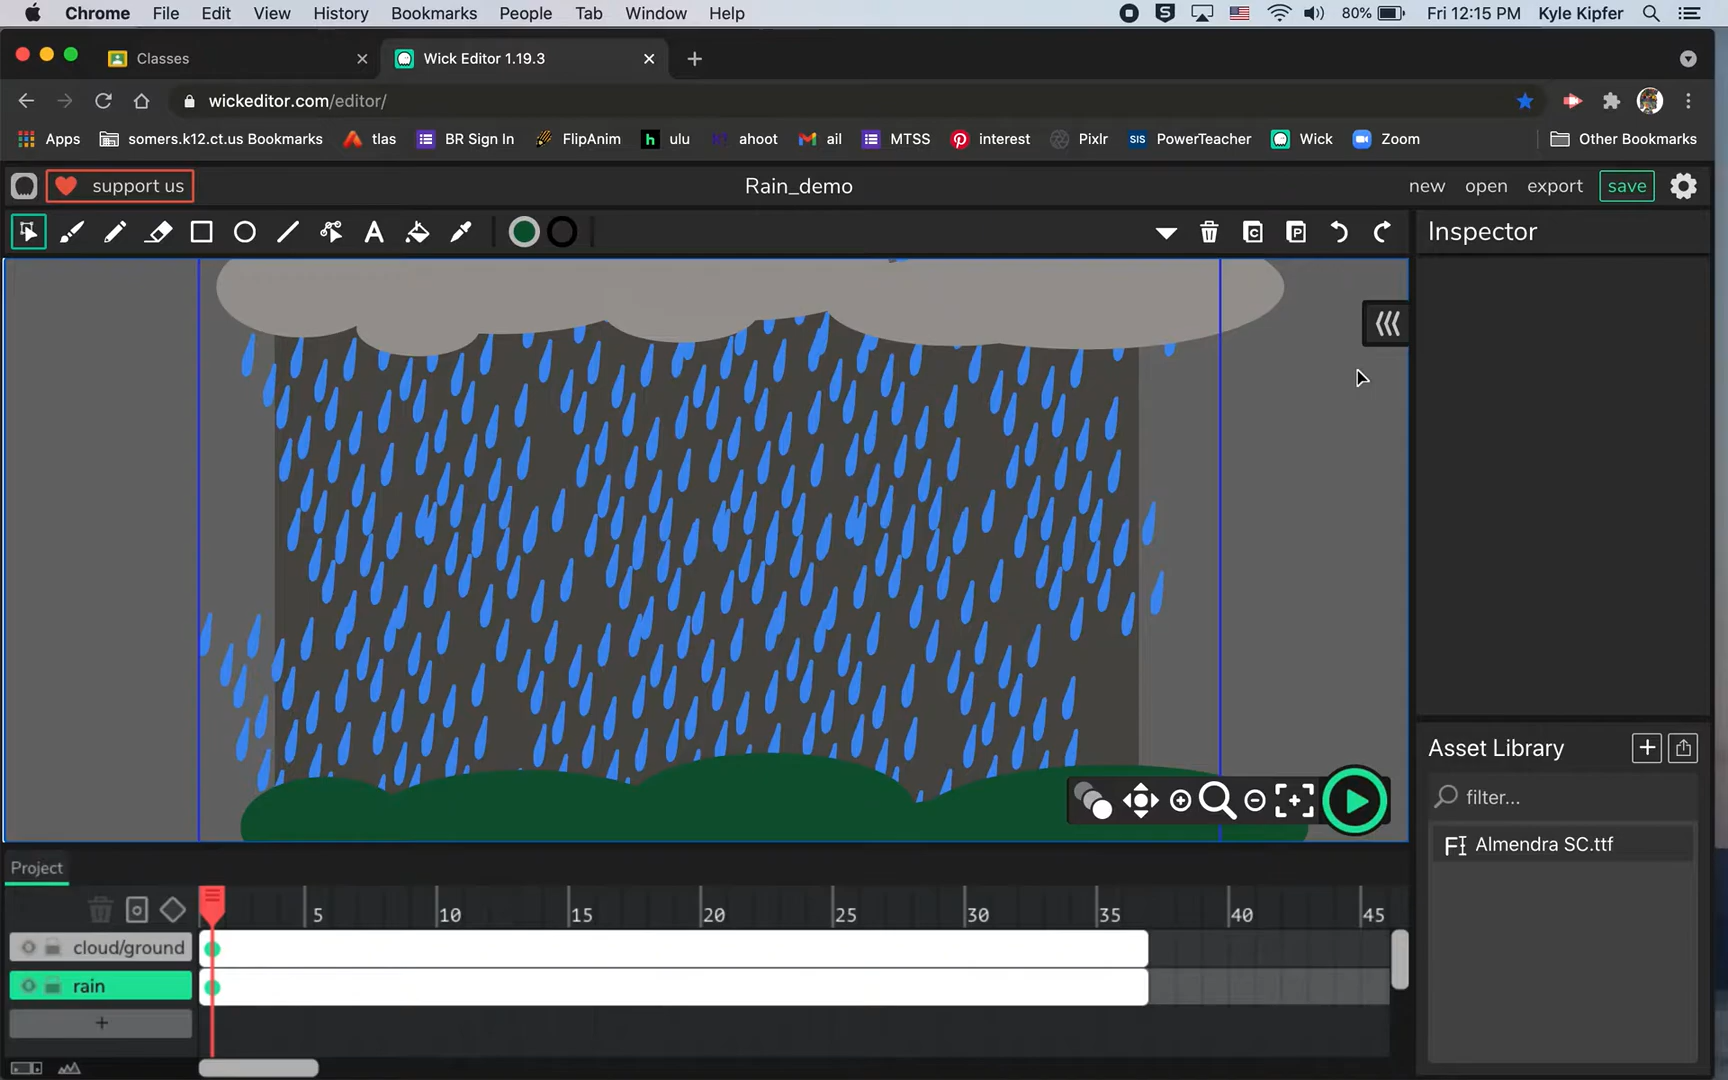 Chrome File Edit View History Bookmarks People Tab Window Help 80% Fri 12:15 PM Kyle Kipfer
Classes Wick Editor 1.19.3
wickeditor.com/editor/
Apps somers.k12.ct.us Bookmarks tlas BR Sign In FlipAnim ulu ahoot ail MTSS interest Pixlr SIS PowerTeacher Wick Zoom Other Bookmarks
support us Rain_demo new open export save
Inspector
Asset Library
filter...
Almendra SC.ttf
Project
5 10 15 20 25 30 35 40 45
cloud/ground
rain